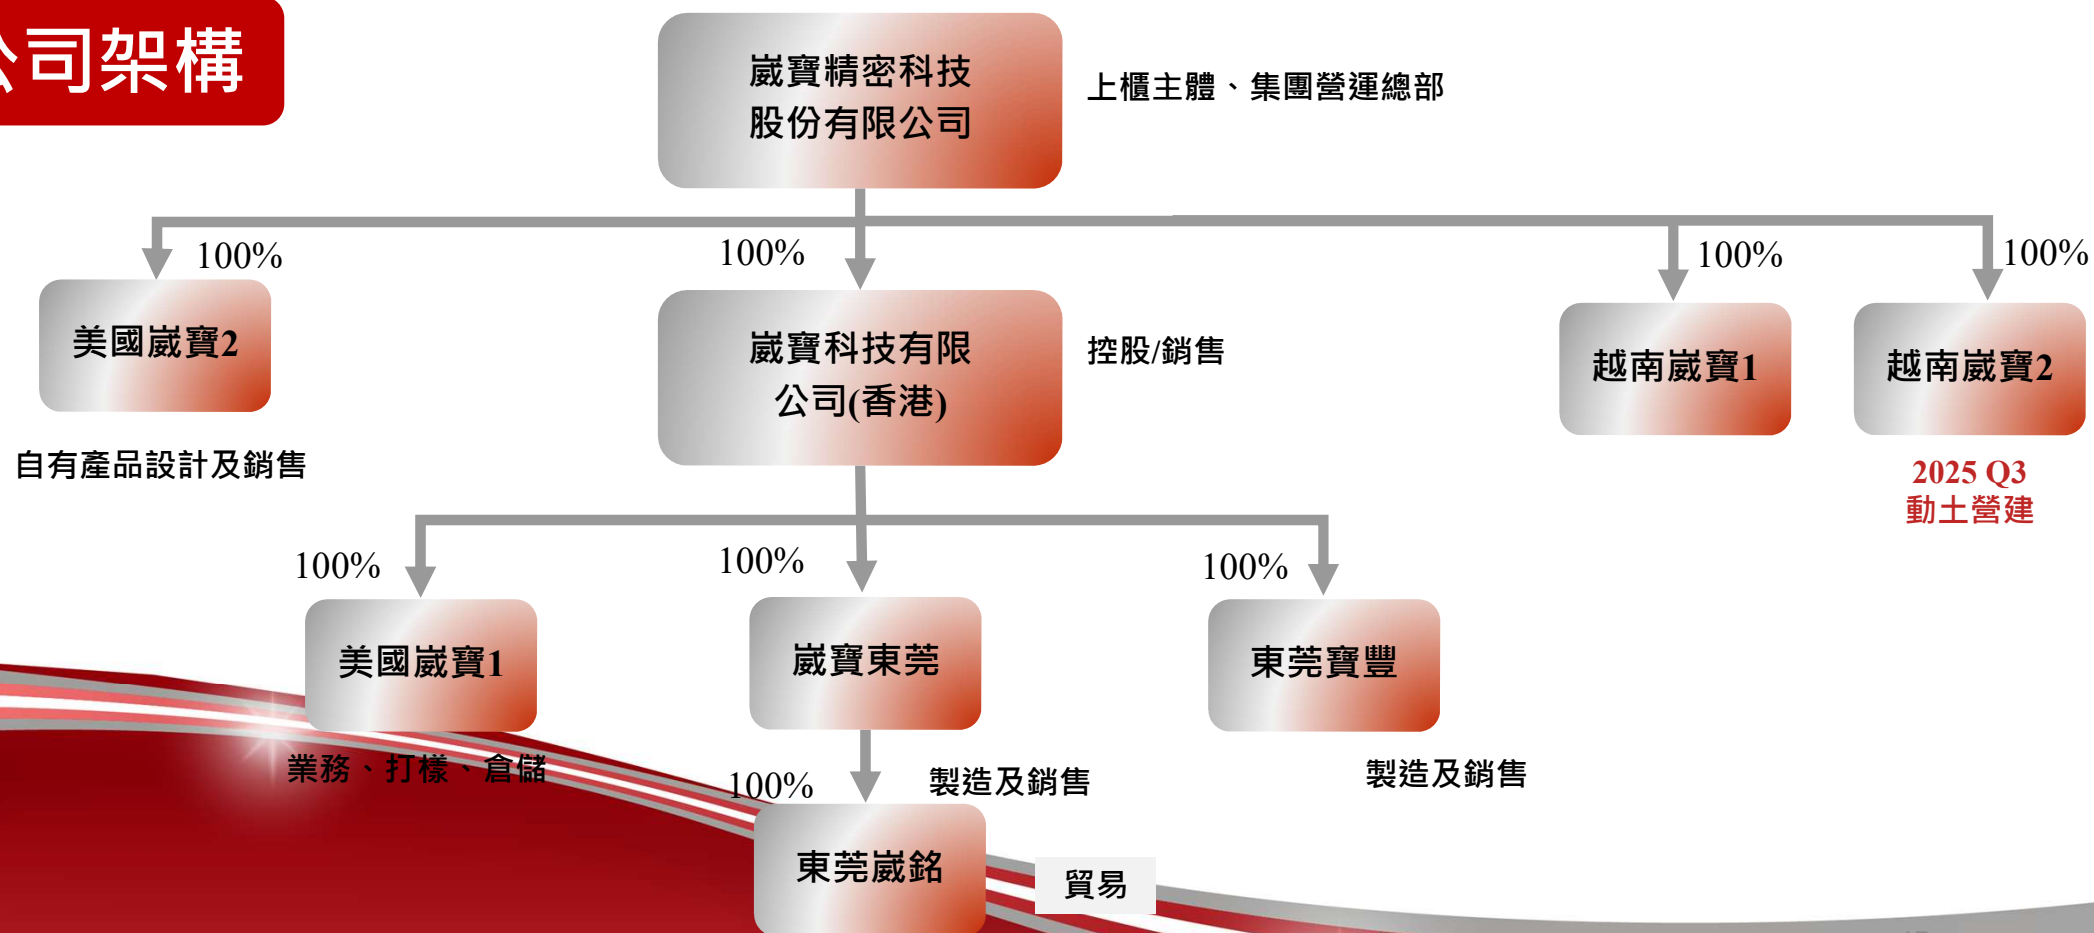 公司架構
崴寶精密科技
股份有限公司
上櫃主體、集團營運總部
100%
100%
100%
100%
美國崴寶2
自有產品設計及銷售
崴寶科技有限
公司(香港)
控股/銷售
越南崴寶1
越南崴寶2
2025 Q3
動土營建
100%
100%
100%
美國崴寶1
業務、打樣、倉儲
崴寶東莞
製造及銷售
東莞寶豐
製造及銷售
100%
東莞崴銘
貿易